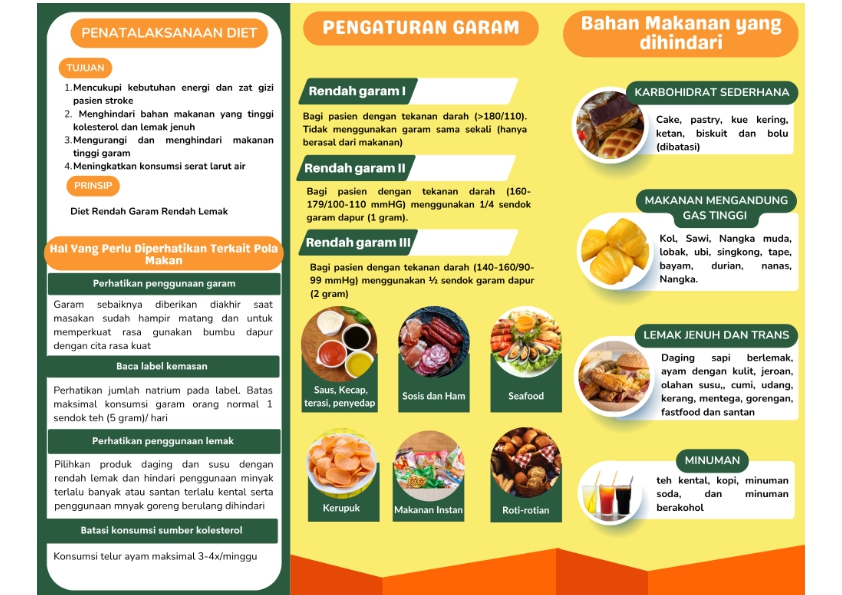 PENATALAKSANAAN DIET
TUJUAN
1.Mencukupi kebutuhan energi dan zat gizi
pasien stroke
2. Menghindari bahan makanan yang tinggi
kolesterol dan lemak jenuh
3.Mengurangi dan menghindari makanan
tinggi garam
4.Meningkatkan konsumsi serat larut air
PRINSIP
Diet Rendah Garam Rendah Lemak
Hal Yang Perlu Diperhatikan Terkait Pola
Makan
Perhatikan penggunaan garam
Garam sebaiknya diberikan diakhir saat
masakan sudah hampir matang dan untuk
memperkuat rasa gunakan bumbu dapur
dengan cita rasa kuat
Baca label kemasan
Perhatikan jumlah natrium pada label. Batas
maksimal konsumsi garam orang normal 1
sendok teh (5 gram)/ hari
Perhatikan penggunaan lemak
Pilihkan produk daging dan susu dengan
rendah lemak dan hindari penggunaan minyak
terlalu banyak atau santan terlalu kental serta
penggunaan mnyak goreng berulang dihindari
Batasi konsumsi sumber kolesterol
Konsumsi telur ayam maksimal 3-4x/minggu
PENGATURAN GARAM
Rendah garam I
Bagi pasien dengan tekanan darah (>180/110).
Tidak menggunakan garam sama sekali (hanya
berasal dari makanan)
Rendah garam II
Bagi pasien dengan tekanan darah (160-
179/100-110 mmHG) menggunakan 1/4 sendok
garam dapur (1 gram).
Rendah garam III
Bagi pasien dengan tekanan darah (140-160/90-
99 mmHg) menggunakan ½ sendok garam dapur
(2 gram)
Saus, Kecap,
terasi, penyedap
Sosis dan Ham
Seafood
Kerupuk
Makanan Instan
Roti-rotian
Bahan Makanan yang
dihindari
KARBOHIDRAT SEDERHANA
Cake, pastry, kue kering,
ketan, biskuit dan bolu
(dibatasi)
MAKANAN MENGANDUNG
GAS TINGGI
Kol, Sawi, Nangka muda,
lobak, ubi, singkong, tape,
bayam, durian, nanas,
Nangka.
LEMAK JENUH DAN TRANS
Daging sapi berlemak,
ayam dengan kulit, jeroan,
olahan susu,, cumi, udang,
kerang, mentega, gorengan,
fastfood dan santan
MINUMAN
teh kental, kopi, minuman
soda, dan minuman
berakohol